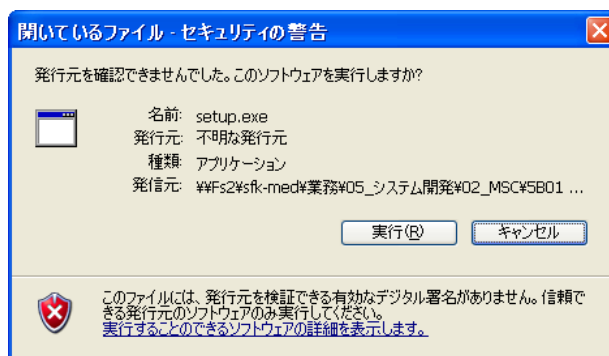 開いているファイル - セキュリティの警告
発行元を確認できませんでした。このソフトウェアを実行しますか?
名前: setup.exe
発行元: 不明な発行元
種類: アプリケーション
発信元: ¥¥Fs2¥sfk-med¥業務¥05_システム開発¥02_MSC¥5B01 ...
実行(R)
キャンセル
このファイルには、発行元を検証できる有効なデジタル署名がありません。信頼で
きる発行元のソフトウェアのみ実行してください。
実行することのできるソフトウェアの詳細を表示します。